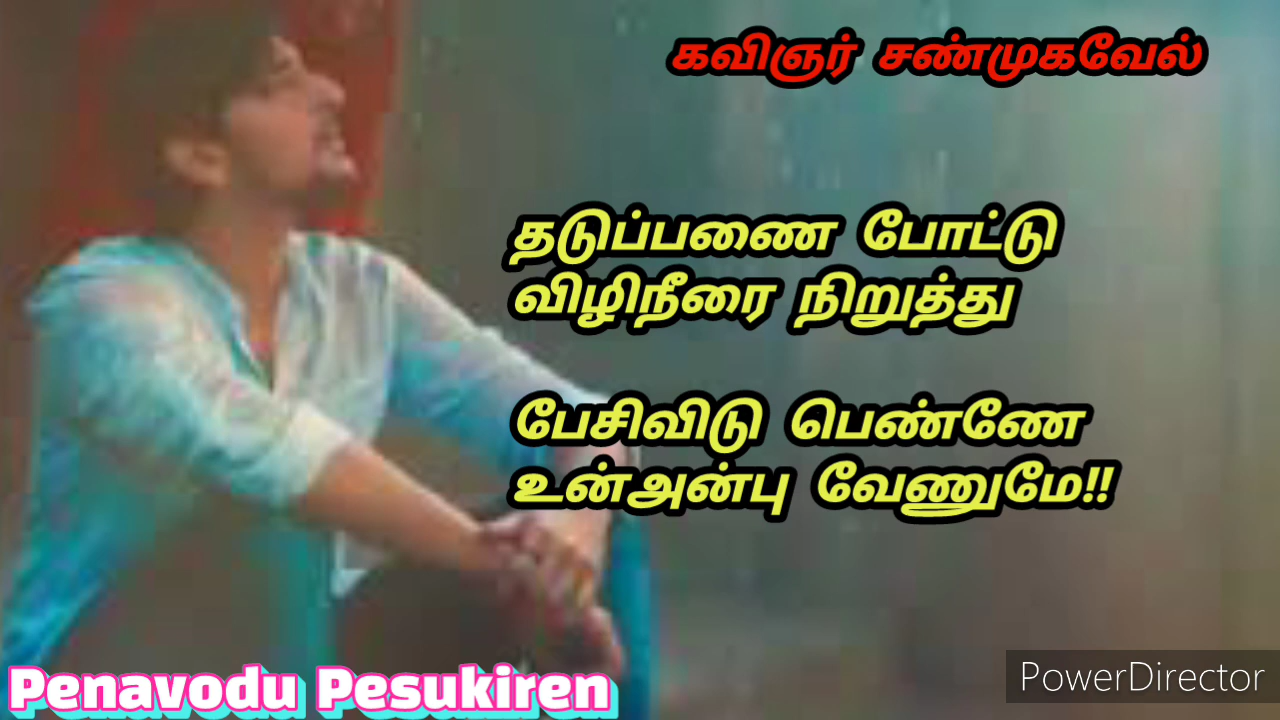 கவிஞர் சண்முகவேல்
தடுப்பணை போட்டு
விழிநீரை நிறுத்து
பேசிவிடு பெண்ணே
உன்அன்பு வேணுமே!!
Penavodu Pesukiren
PowerDirector